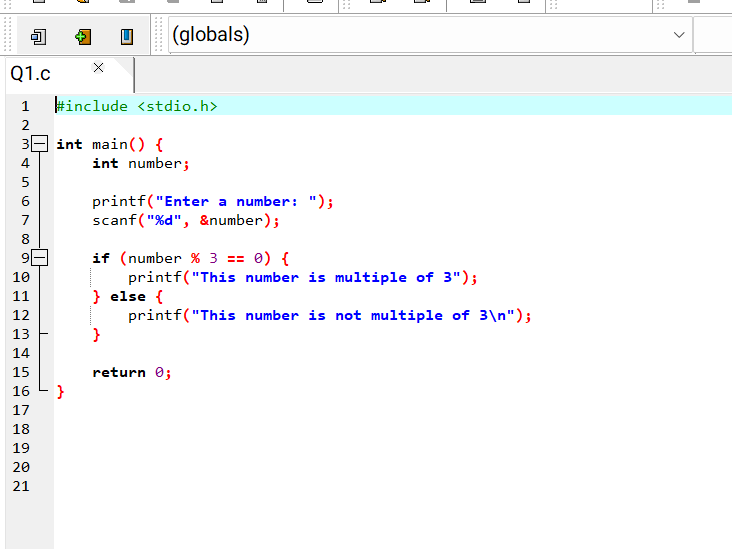 (globals)
Q1.c
1 #include <stdio.h>
2
3 int main() {
4     int number;
5
6     printf("Enter a number: ");
7     scanf("%d", &number);
8
9     if (number % 3 == 0) {
10         printf("This number is multiple of 3");
11     } else {
12         printf("This number is not multiple of 3\n");
13     }
14
15     return 0;
16 }
17
18
19
20
21